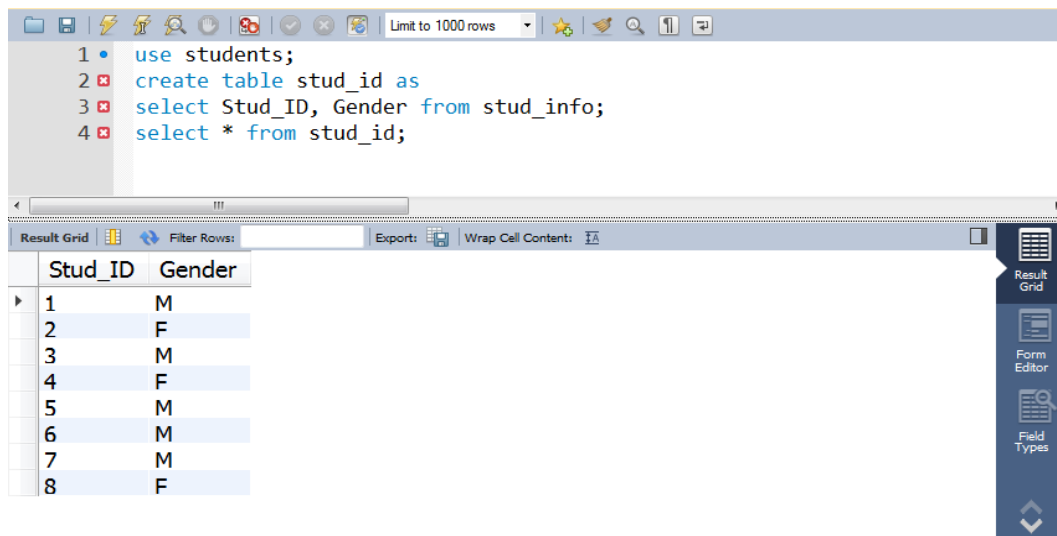 Limit to 1000 rows
1 use students;
2 create table stud_id as
3 select Stud_ID, Gender from stud_info;
4 select * from stud_id;
Result Grid Filter Rows: Export: Wrap Cell Content: IA
Stud_ID Gender
1 M
2 F
3 M
4 F
5 M
6 M
7 M
8 F
Result
Grid
Form
Editor
Field
Types